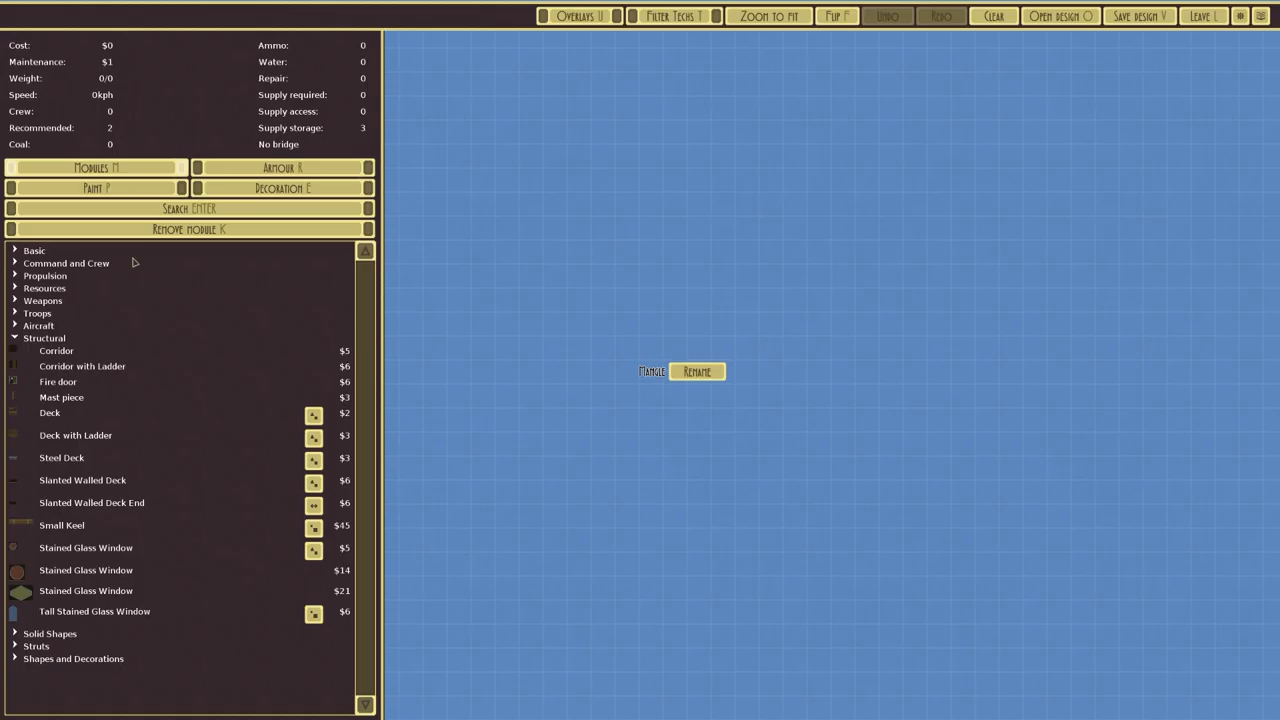 Overlays U Filter Techs T Zoom to fit Flip F Undo Redo Clear Open design O Save design V Leave L
Cost: $0 Ammo: 0
Maintenance: $1 Water: 0
Weight: 0/0 Repair: 0
Speed: 0kph Supply required: 0
Crew: 0 Supply access: 0
Recommended: 2 Supply storage: 3
Coal: 0 No bridge
Modules M Armour R
Paint P Decoration E
Search ENTER
Remove module K
Basic
Command and Crew
Propulsion
Resources
Weapons
Troops
Aircraft
Structural
Corridor $5
Corridor with Ladder $6
Fire door $6
Mast piece $3
Deck $2
Deck with Ladder $3
Steel Deck $3
Slanted Walled Deck $6
Slanted Walled Deck End $6
Small Keel $45
Stained Glass Window $5
Stained Glass Window $14
Stained Glass Window $21
Tall Stained Glass Window $6
Solid Shapes
Struts
Shapes and Decorations
Mangle Rename